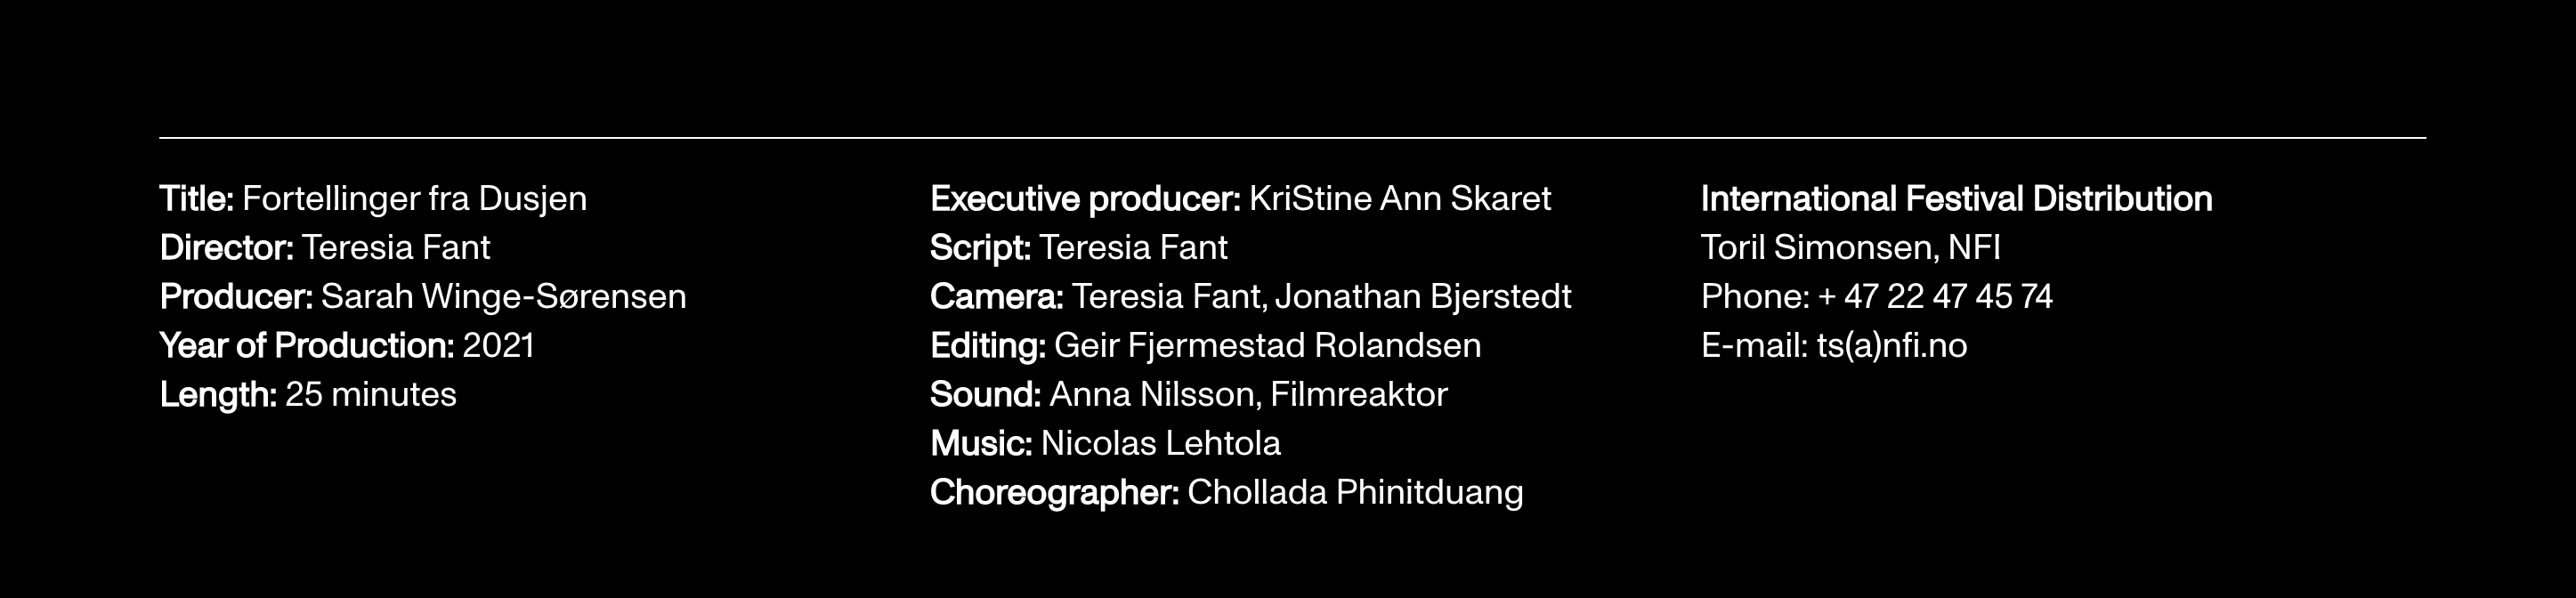 Title: Fortellinger fra Dusjen
Director: Teresia Fant
Producer: Sarah Winge-Sørensen
Year of Production: 2021
Length: 25 minutes
Executive producer: KriStine Ann Skaret
Script: Teresia Fant
Camera: Teresia Fant, Jonathan Bjerstedt
Editing: Geir Fjermestad Rolandsen
Sound: Anna Nilsson, Filmreaktor
Music: Nicolas Lehtola
Choreographer: Chollada Phinitduang
International Festival Distribution
Toril Simonsen, NFI
Phone: + 47 22 47 45 74
E-mail: ts(a)nfi.no